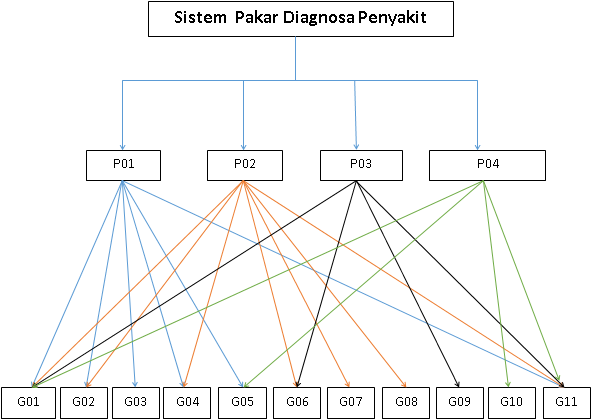 Sistem Pakar Diagnosa Penyakit
P01 P02 P03 P04
G01 G02 G03 G04 G05 G06 G07 G08 G09 G10 G11